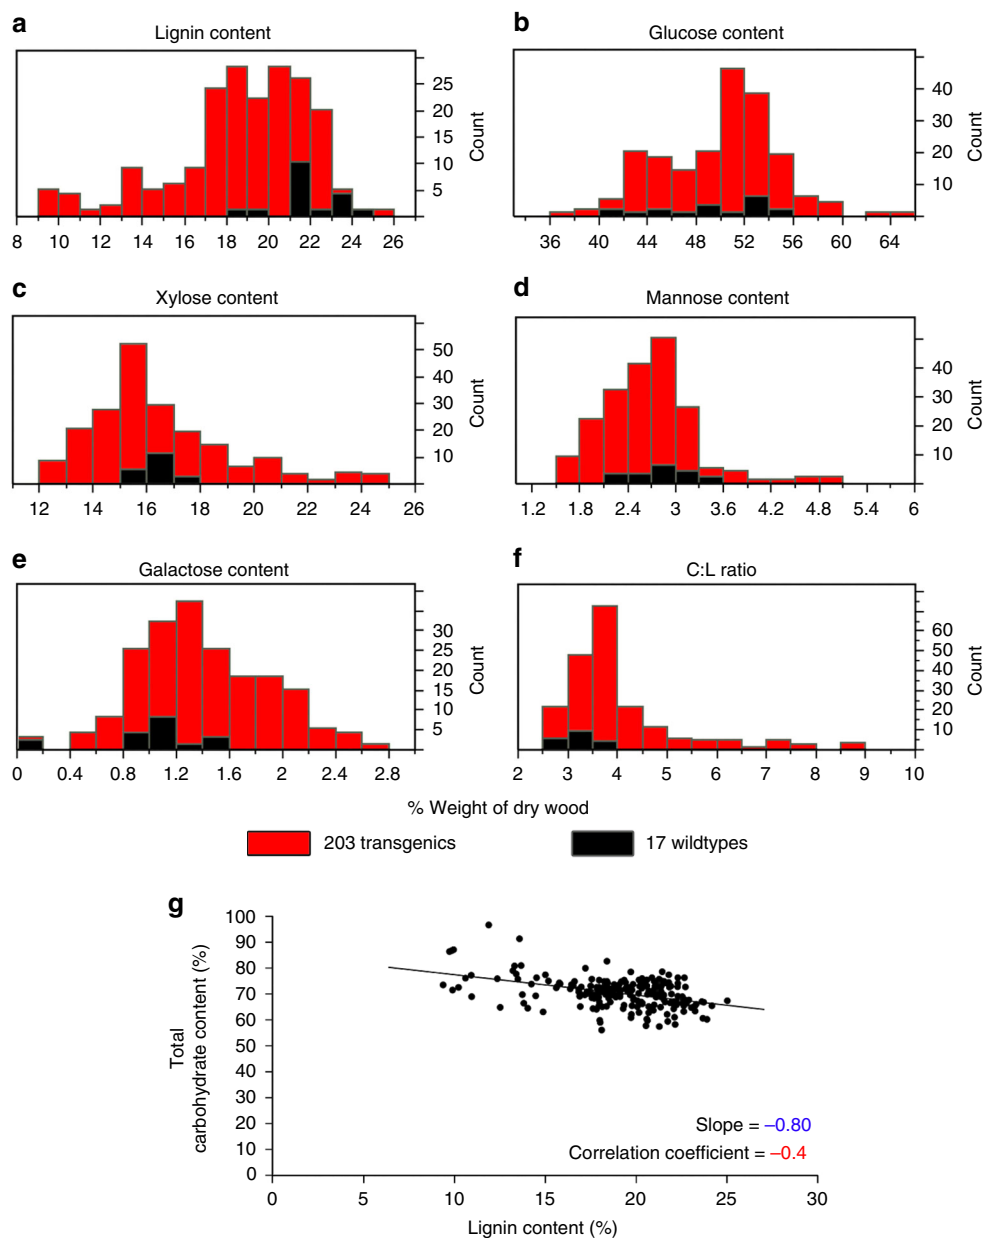 a
Lignin content
25
20
15
10
5
Count
8 10 12 14 16 18 20 22 24 26
b
Glucose content
40
30
20
10
Count
36 40 44 48 52 56 60 64
c
Xylose content
50
40
30
20
10
Count
12 14 16 18 20 22 24 26
d
Mannose content
40
30
20
10
Count
1.2 1.8 2.4 3 3.6 4.2 4.8 5.4 6
e
Galactose content
30
25
20
15
10
5
Count
0 0.4 0.8 1.2 1.6 2 2.4 2.8
f
C:L ratio
60
50
40
30
20
10
Count
2 3 4 5 6 7 8 9 10
% Weight of dry wood
203 transgenics
17 wildtypes
g
Total
carbohydrate content (%)
100
90
80
70
60
50
40
30
20
10
0
Slope = –0.80
Correlation coefficient = –0.4
0 5 10 15 20 25 30
Lignin content (%)